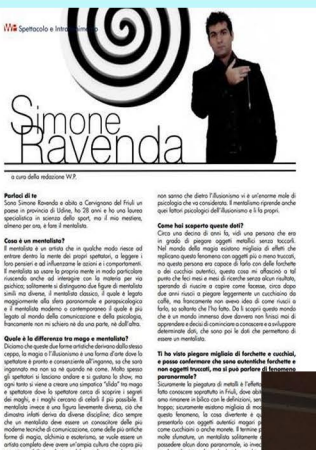 Spettacolo e Intrattenimento
Simone
Ravenda
a cura della redazione W.P.
Parlaci di te
Sono Simone Ravenda e abito a Cervignano del Friuli un
paese in provincia di Udine, ho 28 anni e ho una laurea
specialistica in scienza dello sport, ma il mio mestiere,
almeno per ora, è fare il mentalista.
Cosa è un mentalista?
Il mentalista è un artista che in qualche modo riesce ad
entrare dentro la mente dei propri spettatori, a leggere i
loro pensieri e ad influenzare le azioni e i comportamenti.
Il mentalista sa usare la propria mente in modo particolare
riuscendo anche ad interagire con la materia per via
psichica; solitamente si distinguono due figure di mentalista
simili ma diverse, il mentalista classico, il quale è legato
maggiormente alla sfera paranormale e parapsicologica
e il mentalista moderno o contemporaneo il quale è più
legato al mondo della comunicazione e della psicologia,
francamente non mi schiero né da una parte, né dall'altra.
Quale è la differenza tra mago e mentalista?
Diciamo che queste due forme artistiche derivano dallo stesso
ceppo, la magia o l'illusionismo è una forma d'arte dove lo
spettatore è pronto e consenziente all'inganno, sa che sarà
ingannato ma non sa né quando né come. Molto spesso
gli spettatori si lasciano andare e si gustano lo show, ma
ogni tanto si viene a creare una simpatica "sfida" tra mago
e spettatore dove lo spettatore cerca di scoprire i segreti
dei maghi, e i maghi cercano di celarli il più possibile. Il
mentalista invece è una figura lievemente diversa, ciò che
dimostra infatti deriva da diverse discipline; dico sempre
che un mentalista deve essere un conoscitore delle più
moderne tecniche di comunicazione, come delle più antiche
forme di magia, alchimia e esoterismo, se vuole essere un
artista completo deve avere un'ampia cultura che copra più
non sanno che dietro l'illusionismo vi è un'enorme mole di
psicologia che va considerata. Il mentalismo riprende anche
quei fattori psicologici dell'illusionismo e li fa propri.
Come hai scoperto queste doti?
Circa una decina di anni fa, vidi una persona che era
in grado di piegare oggetti metallici senza toccarli.
Nel mondo della magia esistono migliaia di effetti che
replicano questo fenomeno con oggetti più o meno truccati,
ma questa persona era capace di farlo con delle forchette
o dei cucchiai autentici, questa cosa mi affascinò a tal
punto che feci mesi e mesi di ricerche senza alcun risultato,
sperando di riuscire a capire come facesse, circa dopo
due anni riuscii a piegare leggermente un cucchiaino da
caffè, ma francamente non avevo idea di come riuscii a
farlo, so soltanto che l'ho fatto. Da lì scoprii questo mondo
che è un mondo immenso dove davvero non finisci mai di
apprendere e decisi di cominciare a conoscere e a sviluppare
determinate doti, che sono poi le doti che permettono di
essere un mentalista.
Ti ho visto piegare migliaia di forchette e cucchiai,
e posso confermare che sono autentiche forchette e
non oggetti truccati, ma si può parlare di fenomeno
paranormale?
Sicuramente la piegatura di metalli è l'effetto
fatto conoscere soprattutto in Friuli, dove abito
amo rimanere in bilico con le definizioni, senza
troppo; sicuramente esistono migliaia di modi
questo fenomeno, la cosa divertente è quando
presentato con oggetti autentici magari p
come cucchiai e anche monete. Il termine p
molte sfumature, un mentalista solitamente c
possedere alcun dono paranormale, io invece